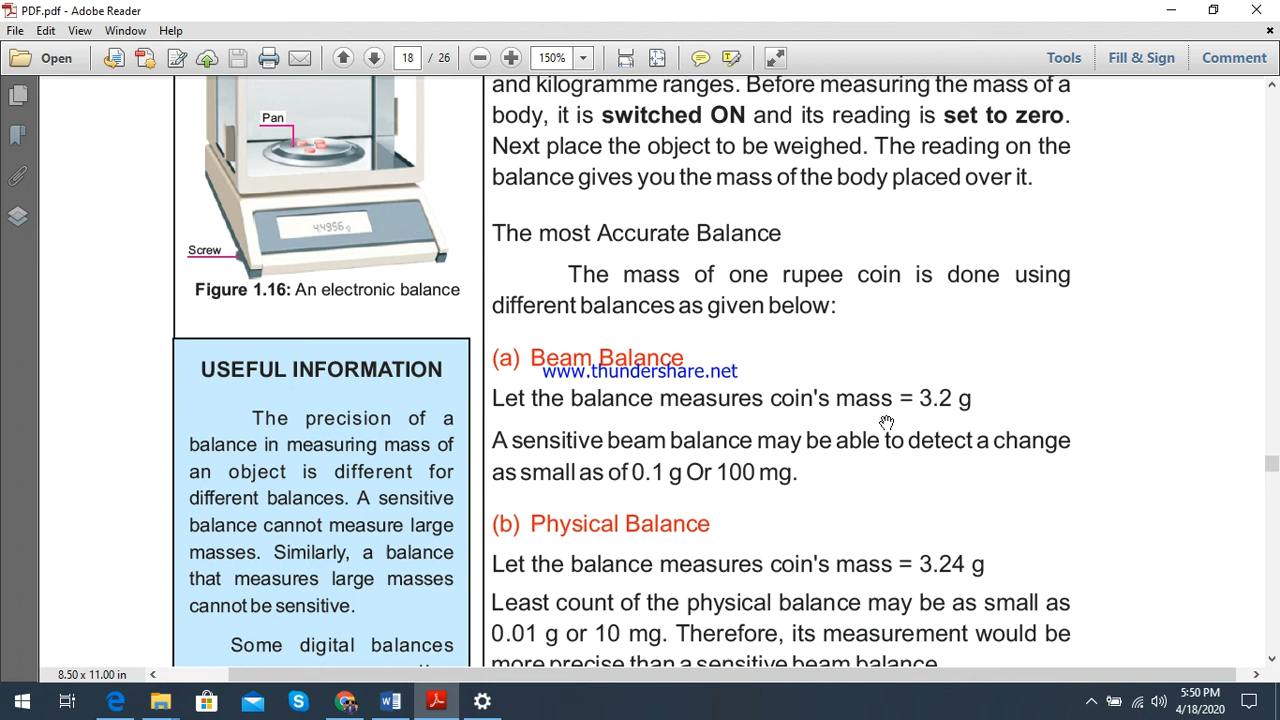 PDF.pdf - Adobe Reader
File Edit View Window Help
Open 18 / 26 150% Tools Fill & Sign Comment
Pan
44956 g
Screw
Figure 1.16: An electronic balance
USEFUL INFORMATION
The precision of a
balance in measuring mass of
an object is different for
different balances. A sensitive
balance cannot measure large
masses. Similarly, a balance
that measures large masses
cannot be sensitive.
Some digital balances
and kilogramme ranges. Before measuring the mass of a
body, it is switched ON and its reading is set to zero.
Next place the object to be weighed. The reading on the
balance gives you the mass of the body placed over it.
The most Accurate Balance
The mass of one rupee coin is done using
different balances as given below:
(a) Beam Balance
www.thundershare.net
Let the balance measures coin's mass = 3.2 g
A sensitive beam balance may be able to detect a change
as small as of 0.1 g Or 100 mg.
(b) Physical Balance
Let the balance measures coin's mass = 3.24 g
Least count of the physical balance may be as small as
0.01 g or 10 mg. Therefore, its measurement would be
more precise than a sensitive beam balance.
8.50 x 11.00 in
5:50 PM
4/18/2020